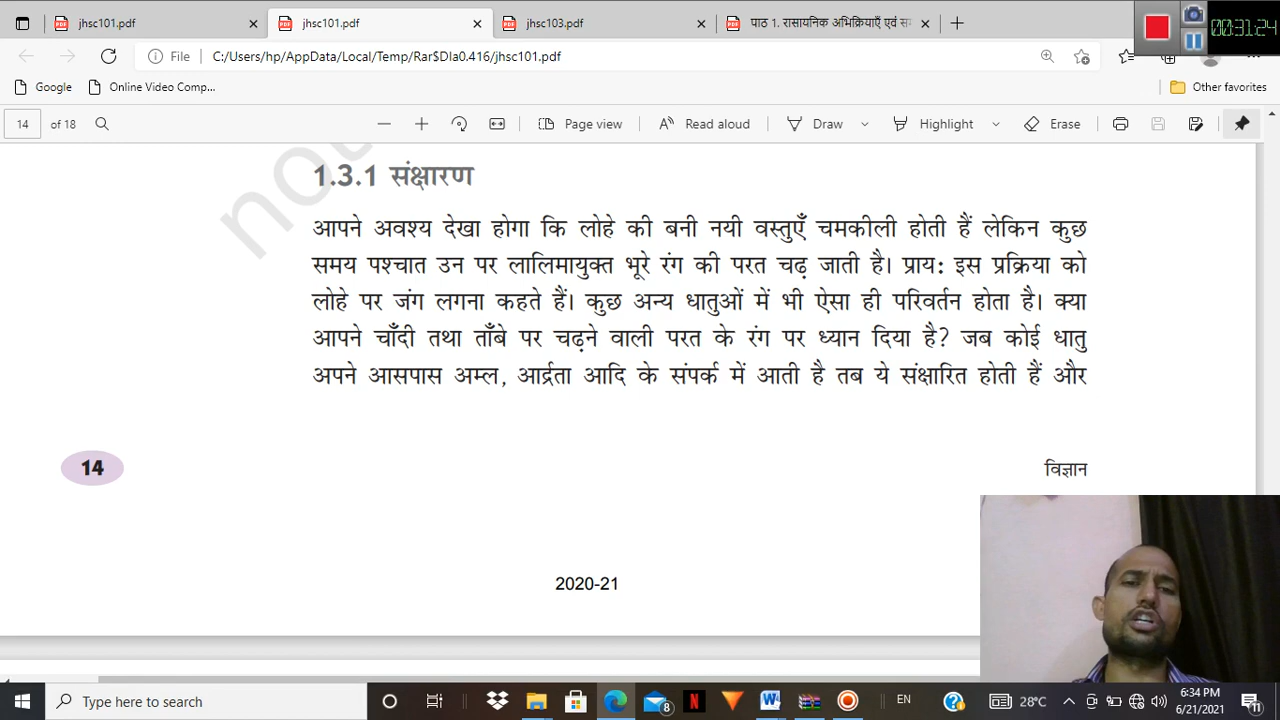 jhsc101.pdf
jhsc101.pdf
jhsc103.pdf
पाठ 1. रासायनिक अभिक्रियाएँ एवं सम
00:31:24
File
C:/Users/hp/AppData/Local/Temp/Rar$DIa0.416/jhsc101.pdf
Google
Online Video Comp...
Other favorites
14 of 18
Page view
Read aloud
Draw
Highlight
Erase
not
1.3.1 संक्षारण
आपने अवश्य देखा होगा कि लोहे की बनी नयी वस्तुएँ चमकीली होती हैं लेकिन कुछ
समय पश्चात उन पर लालिमायुक्त भूरे रंग की परत चढ़ जाती है। प्राय: इस प्रक्रिया को
लोहे पर जंग लगना कहते हैं। कुछ अन्य धातुओं में भी ऐसा ही परिवर्तन होता है। क्या
आपने चाँदी तथा ताँबे पर चढ़ने वाली परत के रंग पर ध्यान दिया है? जब कोई धातु
अपने आसपास अम्ल, आर्द्रता आदि के संपर्क में आती है तब ये संक्षारित होती हैं और
14
विज्ञान
2020-21
Type here to search
8
N
W
EN
28°C
6:34 PM
6/21/2021
11